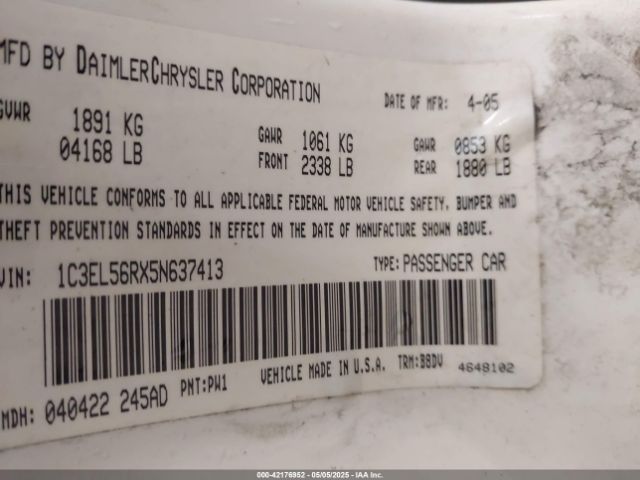 MFD BY DAIMLERCHRYSLER CORPORATION
DATE OF MFR: 4-05
GVWR
1891 KG
04168 LB
GAWR FRONT 1061 KG 2338 LB
GAWR REAR 0853 KG 1880 LB
THIS VEHICLE CONFORMS TO ALL APPLICABLE FEDERAL MOTOR VEHICLE SAFETY, BUMPER AND
THEFT PREVENTION STANDARDS IN EFFECT ON THE DATE OF MANUFACTURE SHOWN ABOVE.
VIN: 1C3EL56RX5N637413 TYPE: PASSENGER CAR
MDH: 040422 245AD PNT:PW1 VEHICLE MADE IN U.S.A. TRM:B8DV 4648102
000-42176952 / 05/05/2025 / IAA Inc.